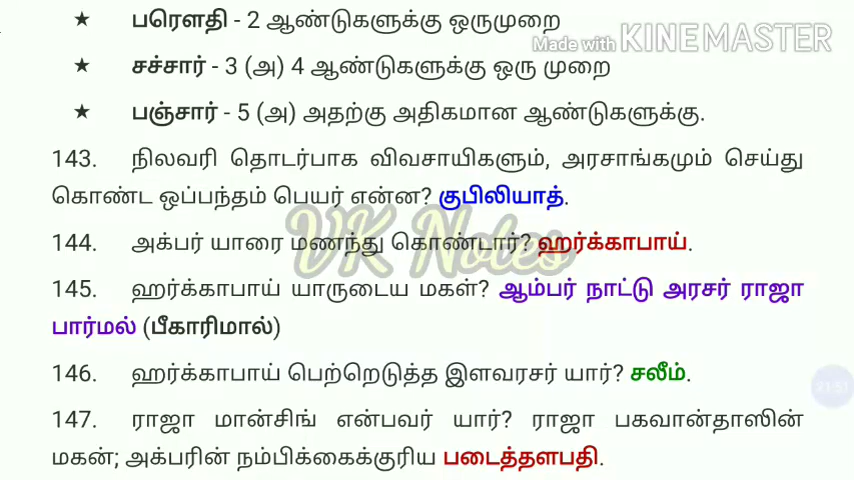 ★ பரௌதி - 2 ஆண்டுகளுக்கு ஒருமுறை
Made with KINEMASTER
★ சச்சார் - 3 (அ) 4 ஆண்டுகளுக்கு ஒரு முறை
★ பஞ்சார் - 5 (அ) அதற்கு அதிகமான ஆண்டுகளுக்கு.
143. நிலவரி தொடர்பாக விவசாயிகளும், அரசாங்கமும் செய்து
கொண்ட ஒப்பந்தம் பெயர் என்ன? குபிலியாத்.
144. அக்பர் யாரை மணந்து கொண்டார்? ஹர்க்காபாய்.
VK Notes
145. ஹர்க்காபாய் யாருடைய மகள்? ஆம்பர் நாட்டு அரசர் ராஜா
பார்மல் (பீகாரிமால்)
146. ஹர்க்காபாய் பெற்றெடுத்த இளவரசர் யார்? சலீம்.
147. ராஜா மான்சிங் என்பவர் யார்? ராஜா பகவான்தாஸின்
மகன்; அக்பரின் நம்பிக்கைக்குரிய படைத்தளபதி.